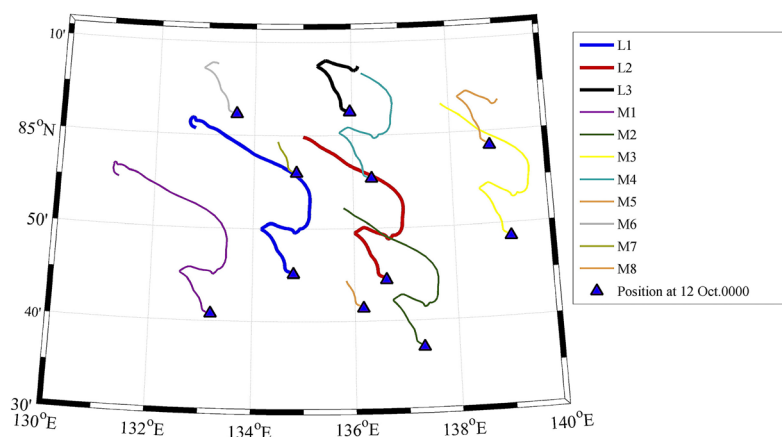 10'
85°N
50'
40'
30'
130°E
132°E
134°E
136°E
138°E
140°E
L1
L2
L3
M1
M2
M3
M4
M5
M6
M7
M8
Position at 12 Oct.0000